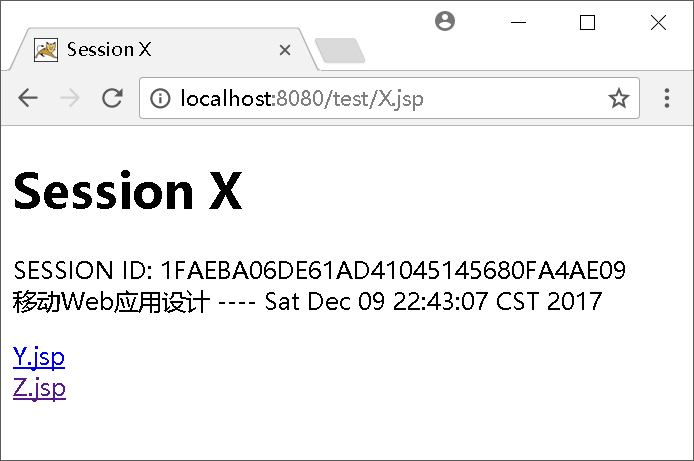 Session X
localhost:8080/test/X.jsp
Session X
SESSION ID: 1FAEBA06DE61AD41045145680FA4AE09
移动Web应用设计 ---- Sat Dec 09 22:43:07 CST 2017
Y.jsp
Z.jsp